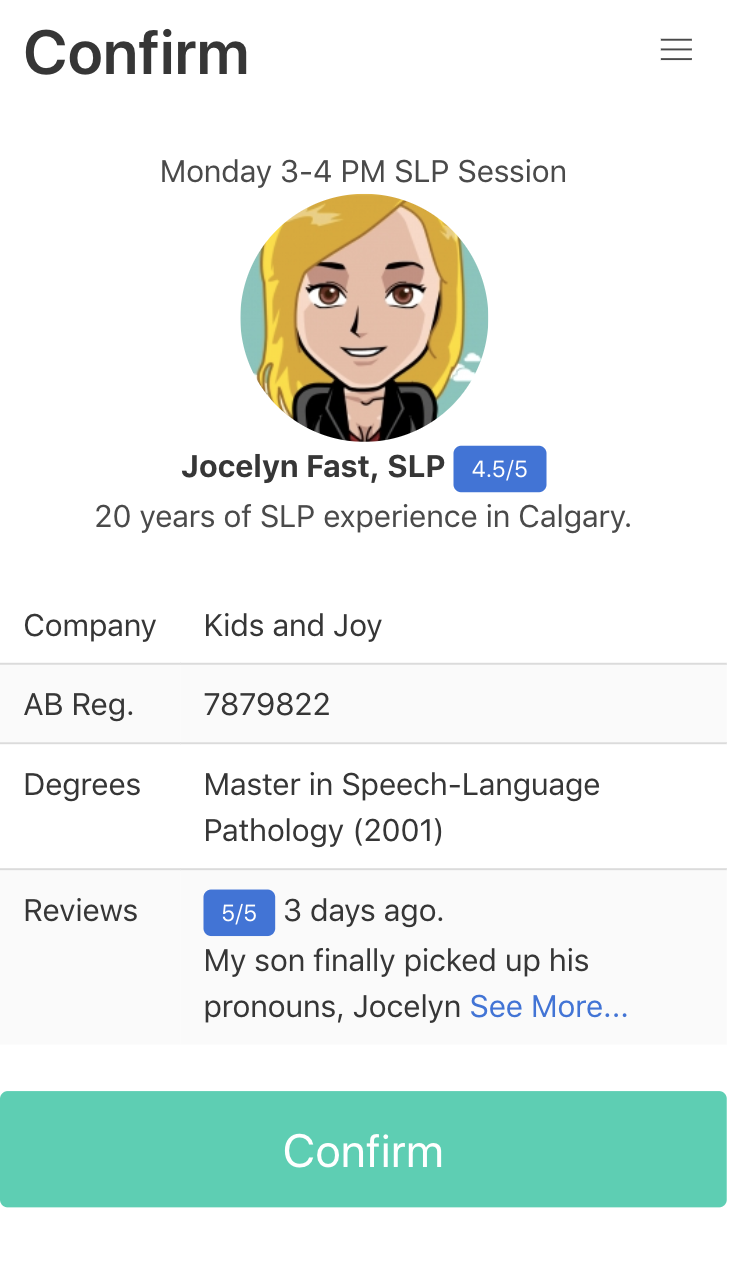 Confirm
Monday 3-4 PM SLP Session
Jocelyn Fast, SLP 4.5/5
20 years of SLP experience in Calgary.
Company Kids and Joy
AB Reg. 7879822
Degrees Master in Speech-Language
Pathology (2001)
Reviews 5/5 3 days ago.
My son finally picked up his
pronouns, Jocelyn See More...
Confirm